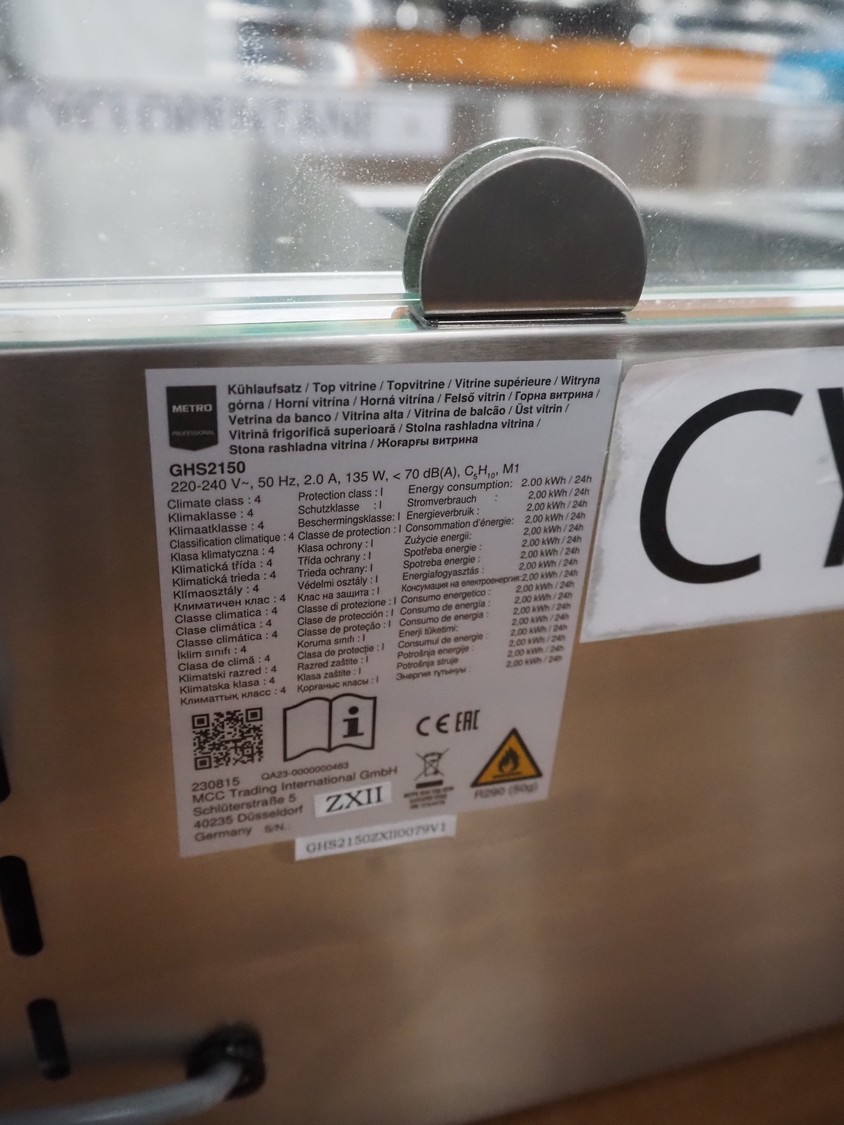 CYCLOPENTANE
METRO
PROFESSIONAL
Kühlaufsatz / Top vitrine / Topvitrine / Vitrine supérieure / Witryna
górna / Horní vitrína / Horná vitrína / Felső vitrin / Горна витрина /
Vetrina da banco / Vitrina alta / Vitrina de balcão / Üst vitrin /
Vitrină frigorifică superioară / Stolna rashladna vitrina /
Stona rashladna vitrina / Жоғарғы витрина
GHS2150
220-240 V~, 50 Hz, 2.0 A, 135 W, < 70 dB(A), C₅H₁₀, M1
Climate class : 4
Klimaklasse : 4
Klimaatklasse : 4
Classification climatique : 4
Klasa klimatyczna : 4
Klimatická třída : 4
Klimatická trieda : 4
Klímaosztály : 4
Климатичен клас : 4
Classe climatica : 4
Clase climática : 4
Classe climática : 4
İklim sınıfı : 4
Clasa de climă : 4
Klimatski razred : 4
Klimatska klasa : 4
Климаттық класс : 4
Protection class : I
Schutzklasse : I
Beschermingsklasse: I
Classe de protection : I
Klasa ochrony : I
Třída ochrany : I
Trieda ochrany: I
Védelmi osztály : I
Клас на защита : I
Classe di protezione : I
Clase de protección : I
Classe de proteção : I
Koruma sınıfı : I
Clasa de protecție : I
Razred zaštite : I
Klasa zaštite : I
Қорғаныс класы : I
Energy consumption: 2.00 kWh / 24h
Stromverbrauch : 2,00 kWh / 24h
Energieverbruik : 2,00 kWh / 24h
Consommation d'énergie: 2,00 kWh / 24h
Zużycie energii: 2,00 kWh / 24h
Spotřeba energie : 2,00 kWh / 24h
Spotreba energie : 2,00 kWh / 24h
Energiafogyasztás : 2,00 kWh / 24h
Консумация на електроенергия: 2,00 kWh / 24h
Consumo energetico : 2,00 kWh / 24h
Consumo de energía : 2,00 kWh / 24h
Consumo de energia : 2,00 kWh / 24h
Enerji tüketimi: 2,00 kWh / 24h
Consumul de energie : 2,00 kWh / 24h
Potrošnja energije : 2,00 kWh / 24h
Potrošnja struje 2,00 kWh / 24h
Энергия тұтынуы : 2,00 kWh / 24h
CE EAC
QA23-0000000463
230815
MCC Trading International GmbH
Schlüterstraße 5
40235 Düsseldorf
Germany S/N.:
ZXII
GHS2150ZXII0079V1
R290 (50g)
CY